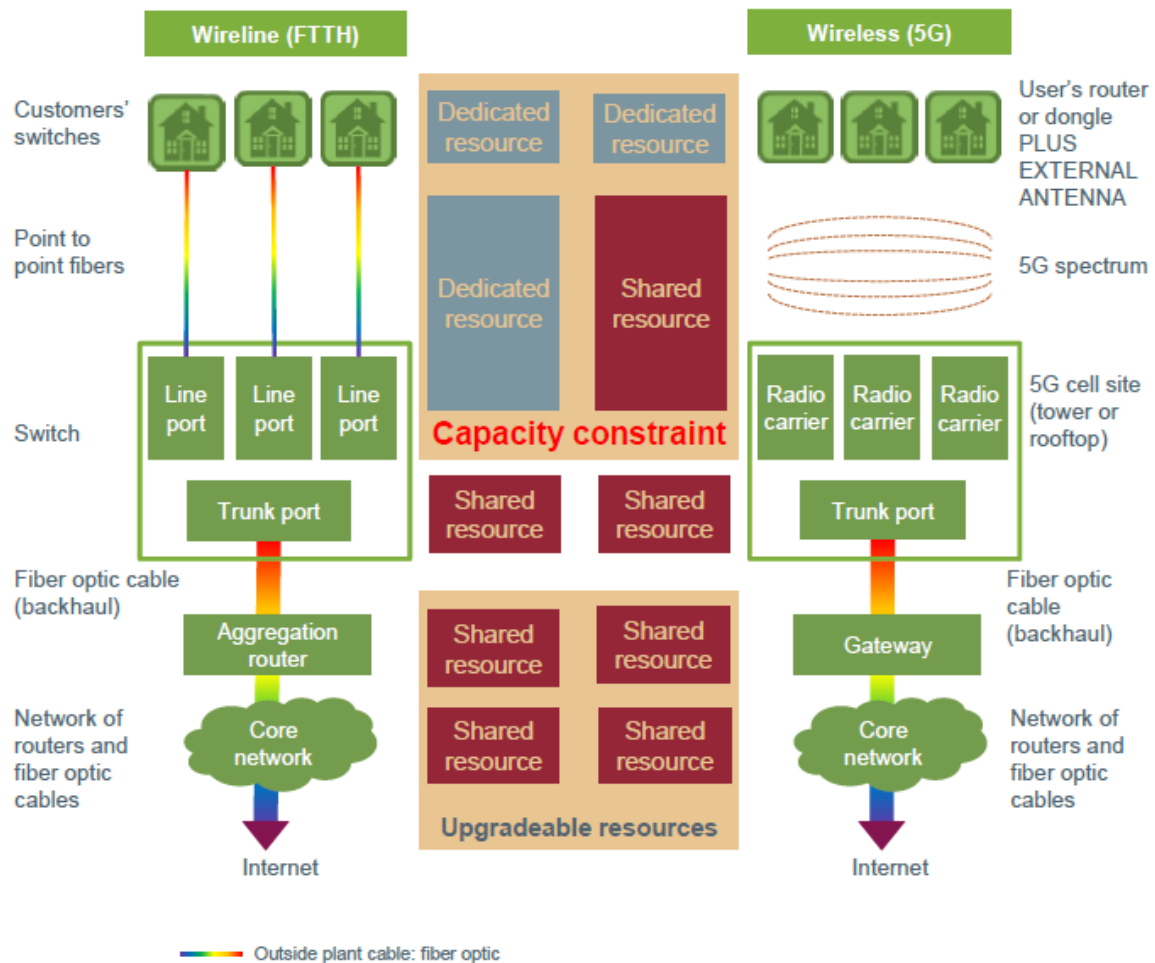 Wireline (FTTH)
Wireless (5G)
Customers'
switches
Dedicated
resource
Dedicated
resource
User's router
or dongle
PLUS
EXTERNAL
ANTENNA
Point to
point fibers
Dedicated
resource
Shared
resource
5G spectrum
Switch
Line
port
Line
port
Line
port
Capacity constraint
Radio
carrier
Radio
carrier
Radio
carrier
5G cell site
(tower or
rooftop)
Trunk port
Shared
resource
Shared
resource
Trunk port
Fiber optic cable
(backhaul)
Aggregation
router
Shared
resource
Shared
resource
Gateway
Fiber optic
cable
(backhaul)
Network of
routers and
fiber optic
cables
Core
network
Shared
resource
Shared
resource
Core
network
Network of
routers and
fiber optic
cables
Upgradeable resources
Internet
Internet
Outside plant cable: fiber optic